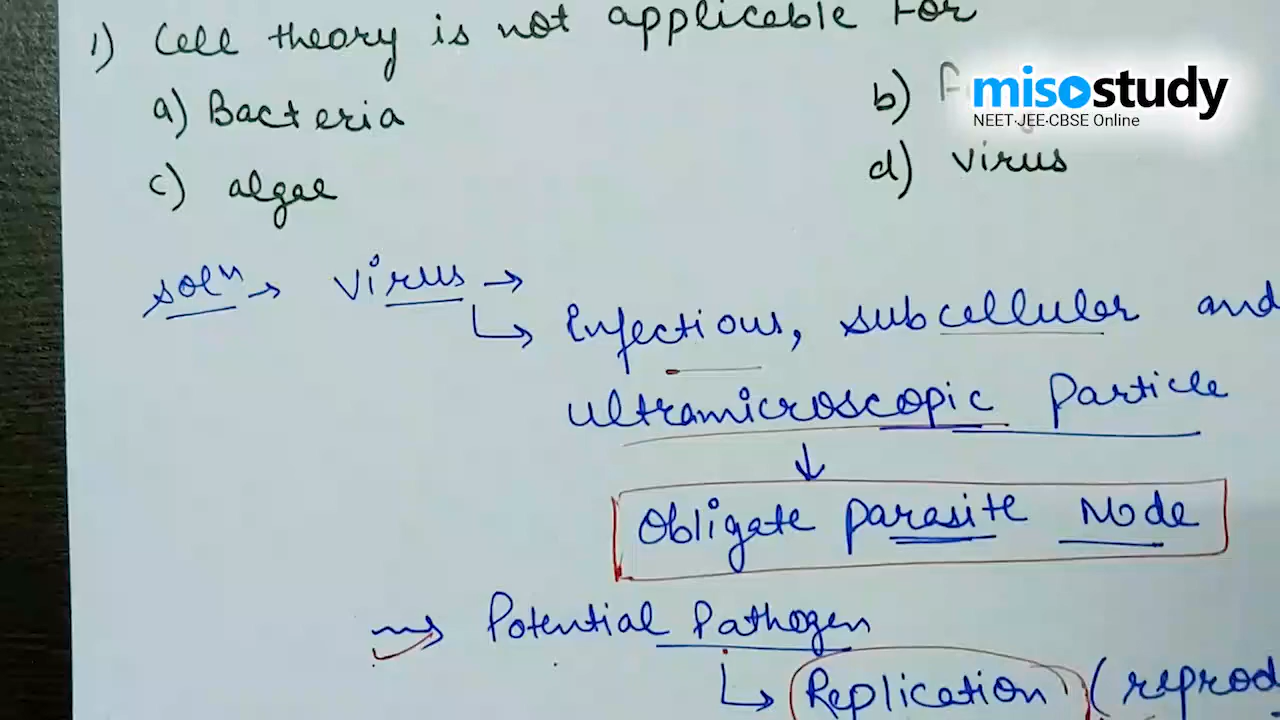 1) Cell theory is not applicable for
a) Bacteria
b)
misostudy
NEET·JEE·CBSE Online
c) algae
d) virus
Solⁿ → Virus →
↳ Infectious, subcellular and
ultramicroscopic Particle
↓
Obligate parasite Mode
⇝ Potential Pathogen
↳ Replication (reprod